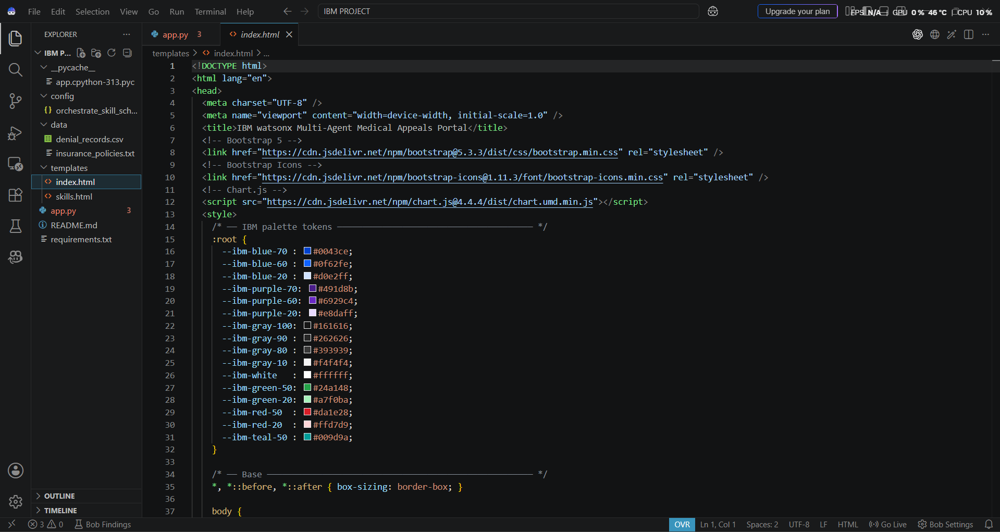 File Edit Selection View Go Run Terminal Help
IBM PROJECT
Upgrade your plan
FPS N/A GPU 0 % 46 °C CPU 10 %
EXPLORER
IBM P...
__pycache__
app.cpython-313.pyc
config
orchestrate_skill_sch...
data
denial_records.csv
insurance_policies.txt
templates
index.html
skills.html
app.py 3
README.md
requirements.txt
OUTLINE
TIMELINE
app.py 3
index.html
templates > index.html > ...
1 <!DOCTYPE html>
2 <html lang="en">
3 <head>
4 <meta charset="UTF-8" />
5 <meta name="viewport" content="width=device-width, initial-scale=1.0" />
6 <title>IBM watsonx Multi-Agent Medical Appeals Portal</title>
7 <!-- Bootstrap 5 -->
8 <link href="https://cdn.jsdelivr.net/npm/bootstrap@5.3.3/dist/css/bootstrap.min.css" rel="stylesheet" />
9 <!-- Bootstrap Icons -->
10 <link href="https://cdn.jsdelivr.net/npm/bootstrap-icons@1.11.3/font/bootstrap-icons.min.css" rel="stylesheet" />
11 <!-- Chart.js -->
12 <script src="https://cdn.jsdelivr.net/npm/chart.js@4.4.4/dist/chart.umd.min.js"></script>
13 <style>
14 /* ── IBM palette tokens ─────────────────────────────────────── */
15 :root {
16 --ibm-blue-70 : #0043ce;
17 --ibm-blue-60 : #0f62fe;
18 --ibm-blue-20 : #d0e2ff;
19 --ibm-purple-70: #491d8b;
20 --ibm-purple-60: #6929c4;
21 --ibm-purple-20: #e8daff;
22 --ibm-gray-100: #161616;
23 --ibm-gray-90 : #262626;
24 --ibm-gray-80 : #393939;
25 --ibm-gray-10 : #f4f4f4;
26 --ibm-white : #ffffff;
27 --ibm-green-50: #24a148;
28 --ibm-green-20: #a7f0ba;
29 --ibm-red-50 : #da1e28;
30 --ibm-red-20 : #ffd7d9;
31 --ibm-teal-50 : #009d9a;
32 }
33
34 /* ── Base ───────────────────────────────────────────────────── */
35 *, *::before, *::after { box-sizing: border-box; }
36
37 body {
3 0 Bob Findings
OVR Ln 1, Col 1 Spaces: 2 UTF-8 LF HTML Go Live Bob Settings